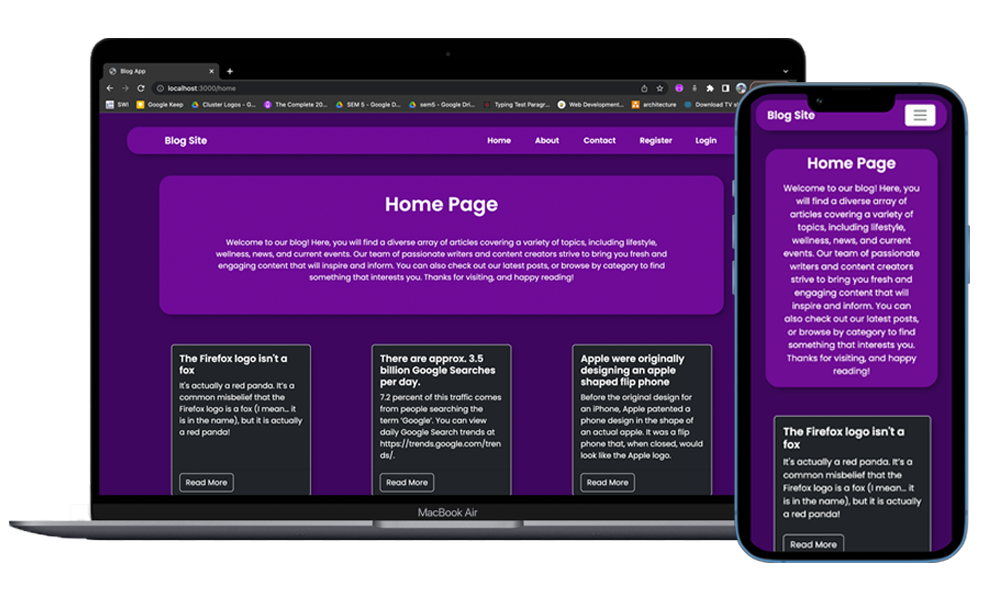 Blog App
localhost:3000/home
SWI Google Keep Cluster Logos - G... The Complete 20... SEM 5 - Google D... sem5 - Google Dri... Typing Test Paragr... Web Development... architecture Download TV
Blog Site Home About Contact Register Login
Home Page
Welcome to our blog! Here, you will find a diverse array of articles covering a variety of topics, including lifestyle,
wellness, news, and current events. Our team of passionate writers and content creators strive to bring you fresh and
engaging content that will inspire and inform. You can also check out our latest posts, or browse by category to find
something that interests you. Thanks for visiting, and happy reading!
The Firefox logo isn't a
fox
It's actually a red panda. It's a
common misbelief that the
Firefox logo is a fox (I mean... it
is in the name), but it is actually
a red panda!
Read More
There are approx. 3.5
billion Google Searches
per day.
7.2 percent of this traffic comes
from people searching the
term 'Google'. You can view
daily Google Search trends at
https://trends.google.com/tren
ds/.
Read More
Apple were originally
designing an apple
shaped flip phone
Before the original design for
an iPhone, Apple patented a
phone design in the shape of
an actual apple. It was a flip
phone that, when closed, would
look like the Apple logo.
Read More
MacBook Air
Blog Site
Home Page
Welcome to our blog! Here, you
will find a diverse array of
articles covering a variety of
topics, including lifestyle,
wellness, news, and current
events. Our team of passionate
writers and content creators
strive to bring you fresh and
engaging content that will
inspire and inform. You can
also check out our latest posts,
or browse by category to find
something that interests you.
Thanks for visiting, and happy
reading!
The Firefox logo isn't a
fox
It's actually a red panda. It's a
common misbelief that the
Firefox logo is a fox (I mean... it
is in the name), but it is actually
a red panda!
Read More